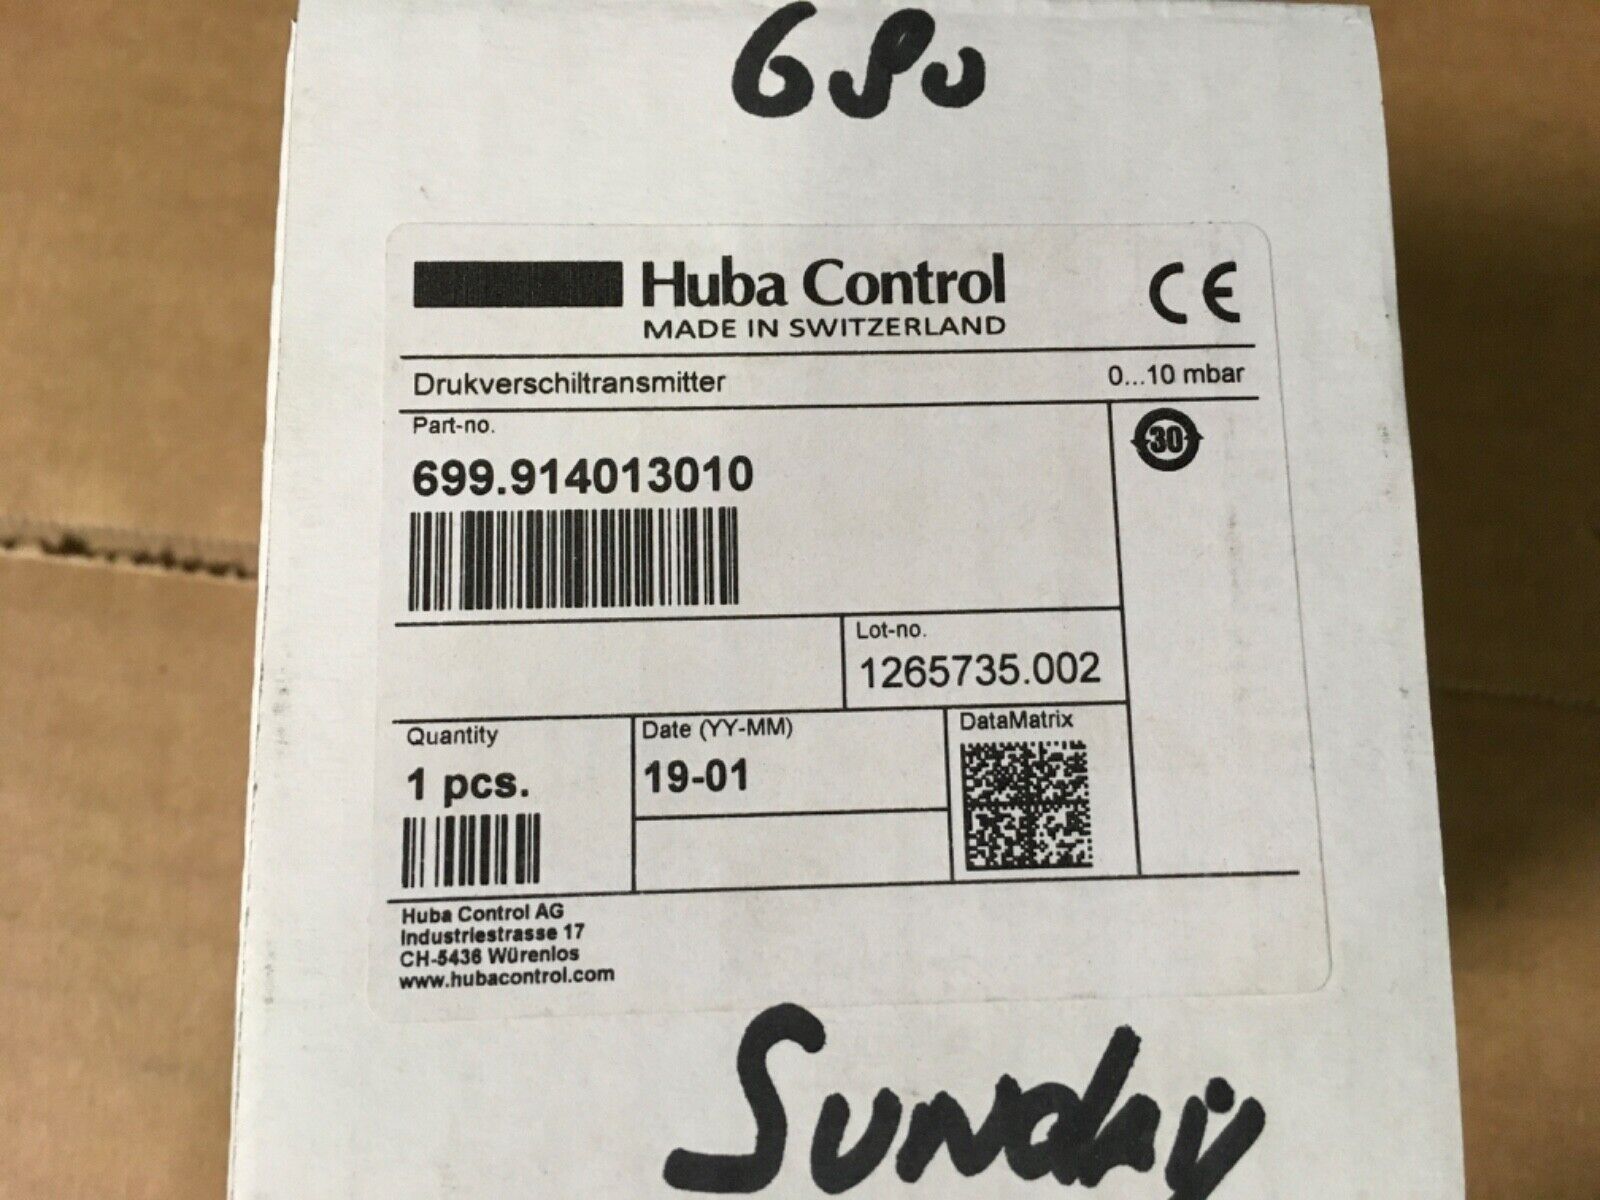 680
Huba Control
MADE IN SWITZERLAND
CE
Drukverschiltransmitter
0...10 mbar
Part-no.
30
699.914013010
Lot-no.
1265735.002
Quantity
Date (YY-MM)
DataMatrix
1 pcs.
19-01
Huba Control AG
Industriestrasse 17
CH-5436 Würenlos
www.hubacontrol.com
Sunday